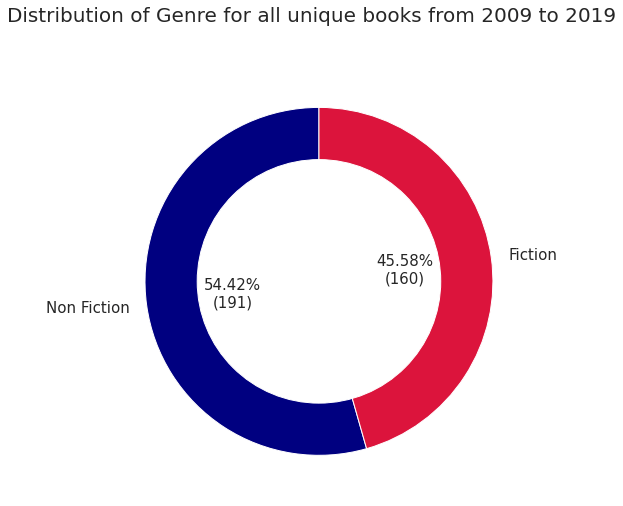 Distribution of Genre for all unique books from 2009 to 2019
Fiction
45.58%
(160)
54.42%
(191)
Non Fiction